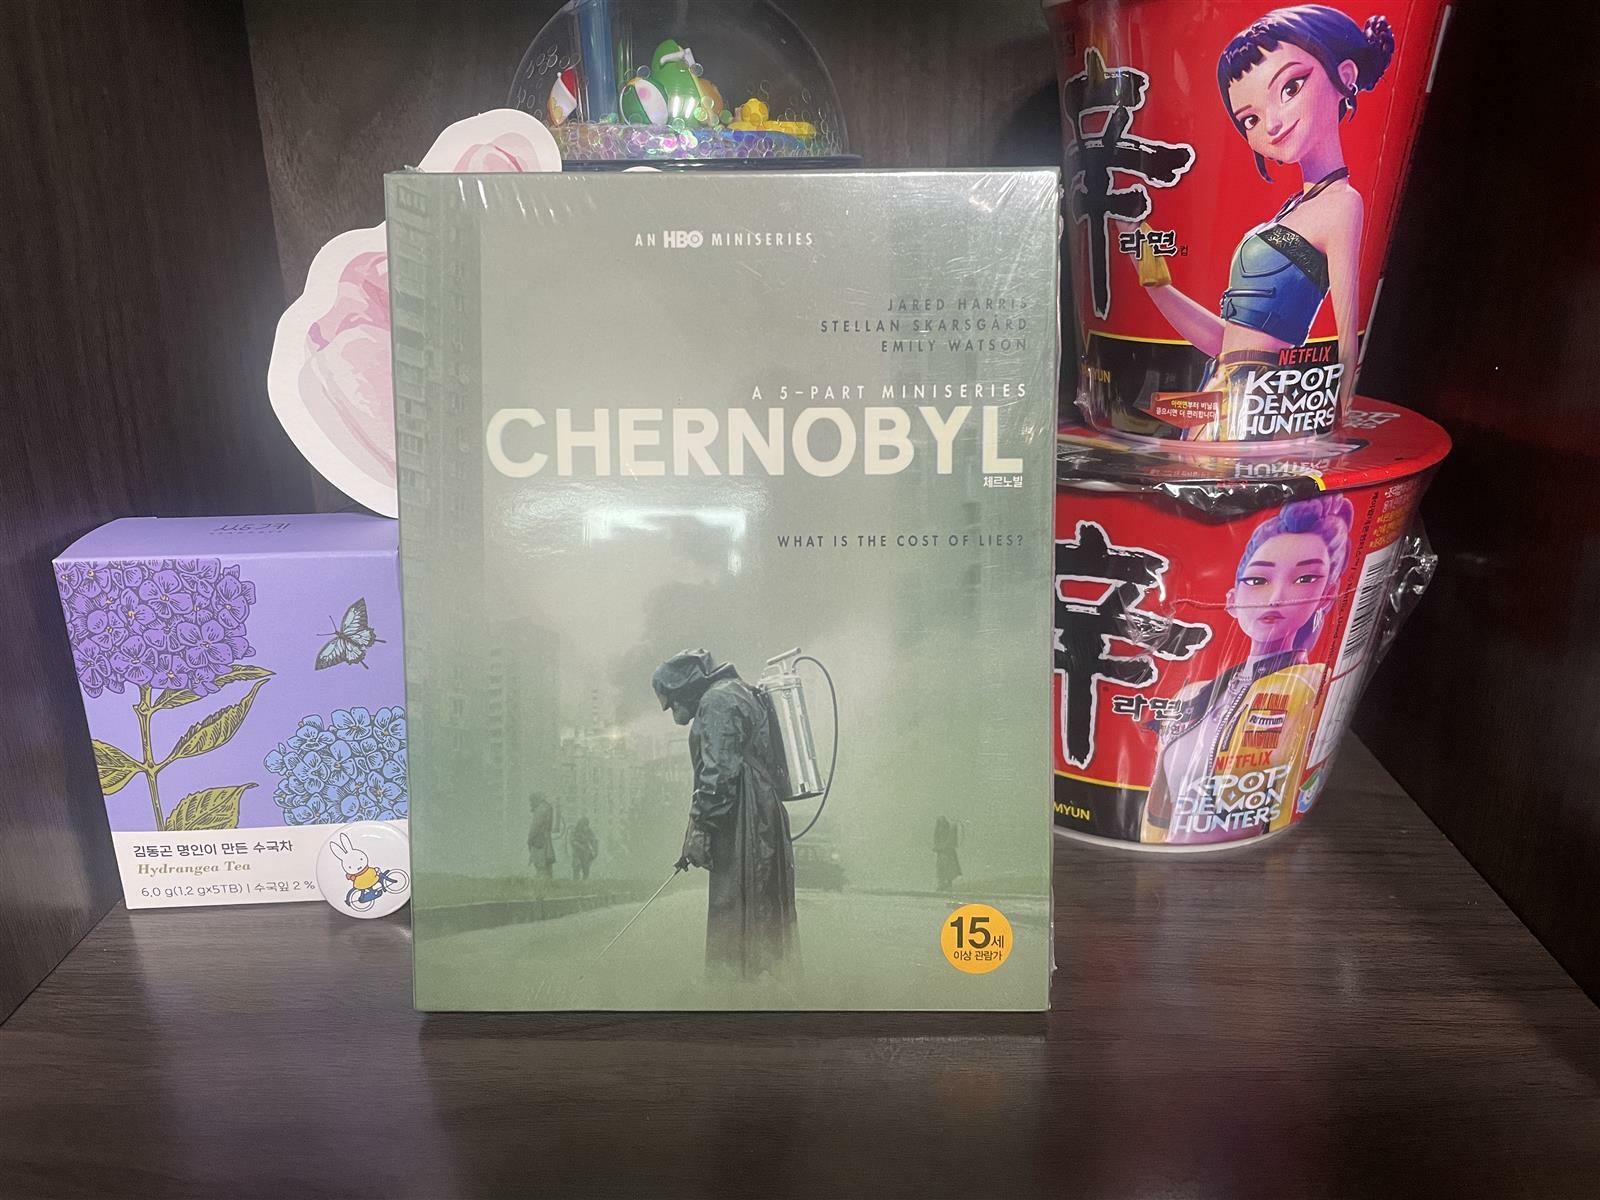 AN HBO MINISERIES
JARED HARRIS
STELLAN SKARSGÅRD
EMILY WATSON
A 5-PART MINISERIES
CHERNOBYL
체르노빌
WHAT IS THE COST OF LIES?
15세
이상 관람가
김동곤 명인이 만든 수국차
Hydrangea Tea
6.0 g(1.2 g×5TB) | 수국잎 2 %
辛
라면
컵
NETFLIX
K-POP
DEMON
HUNTERS
辛
라면
MYUN
NETFLIX
K-POP
DEMON
HUNTERS